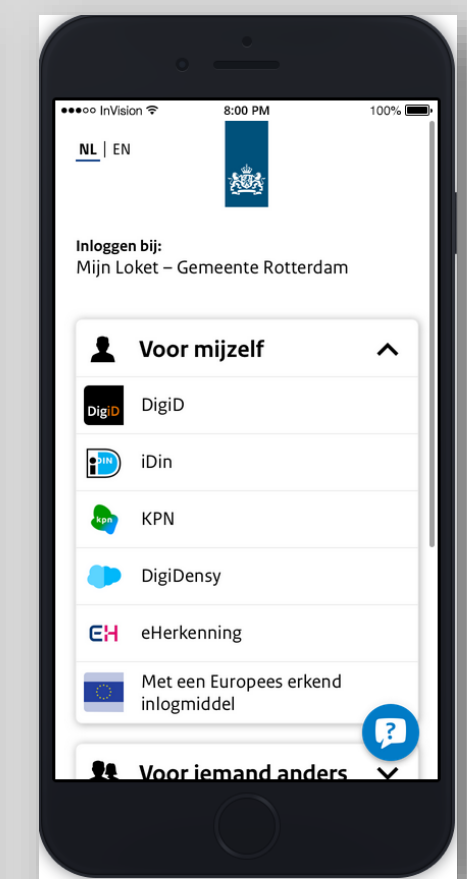 ●●●○○ InVision 8:00 PM 100%
NL | EN
Inloggen bij:
Mijn Loket – Gemeente Rotterdam
Voor mijzelf
DigiD DigiD
iDIN iDin
kpn KPN
DigiDensy
EH eHerkenning
Met een Europees erkend
inlogmiddel
?
Voor iemand anders